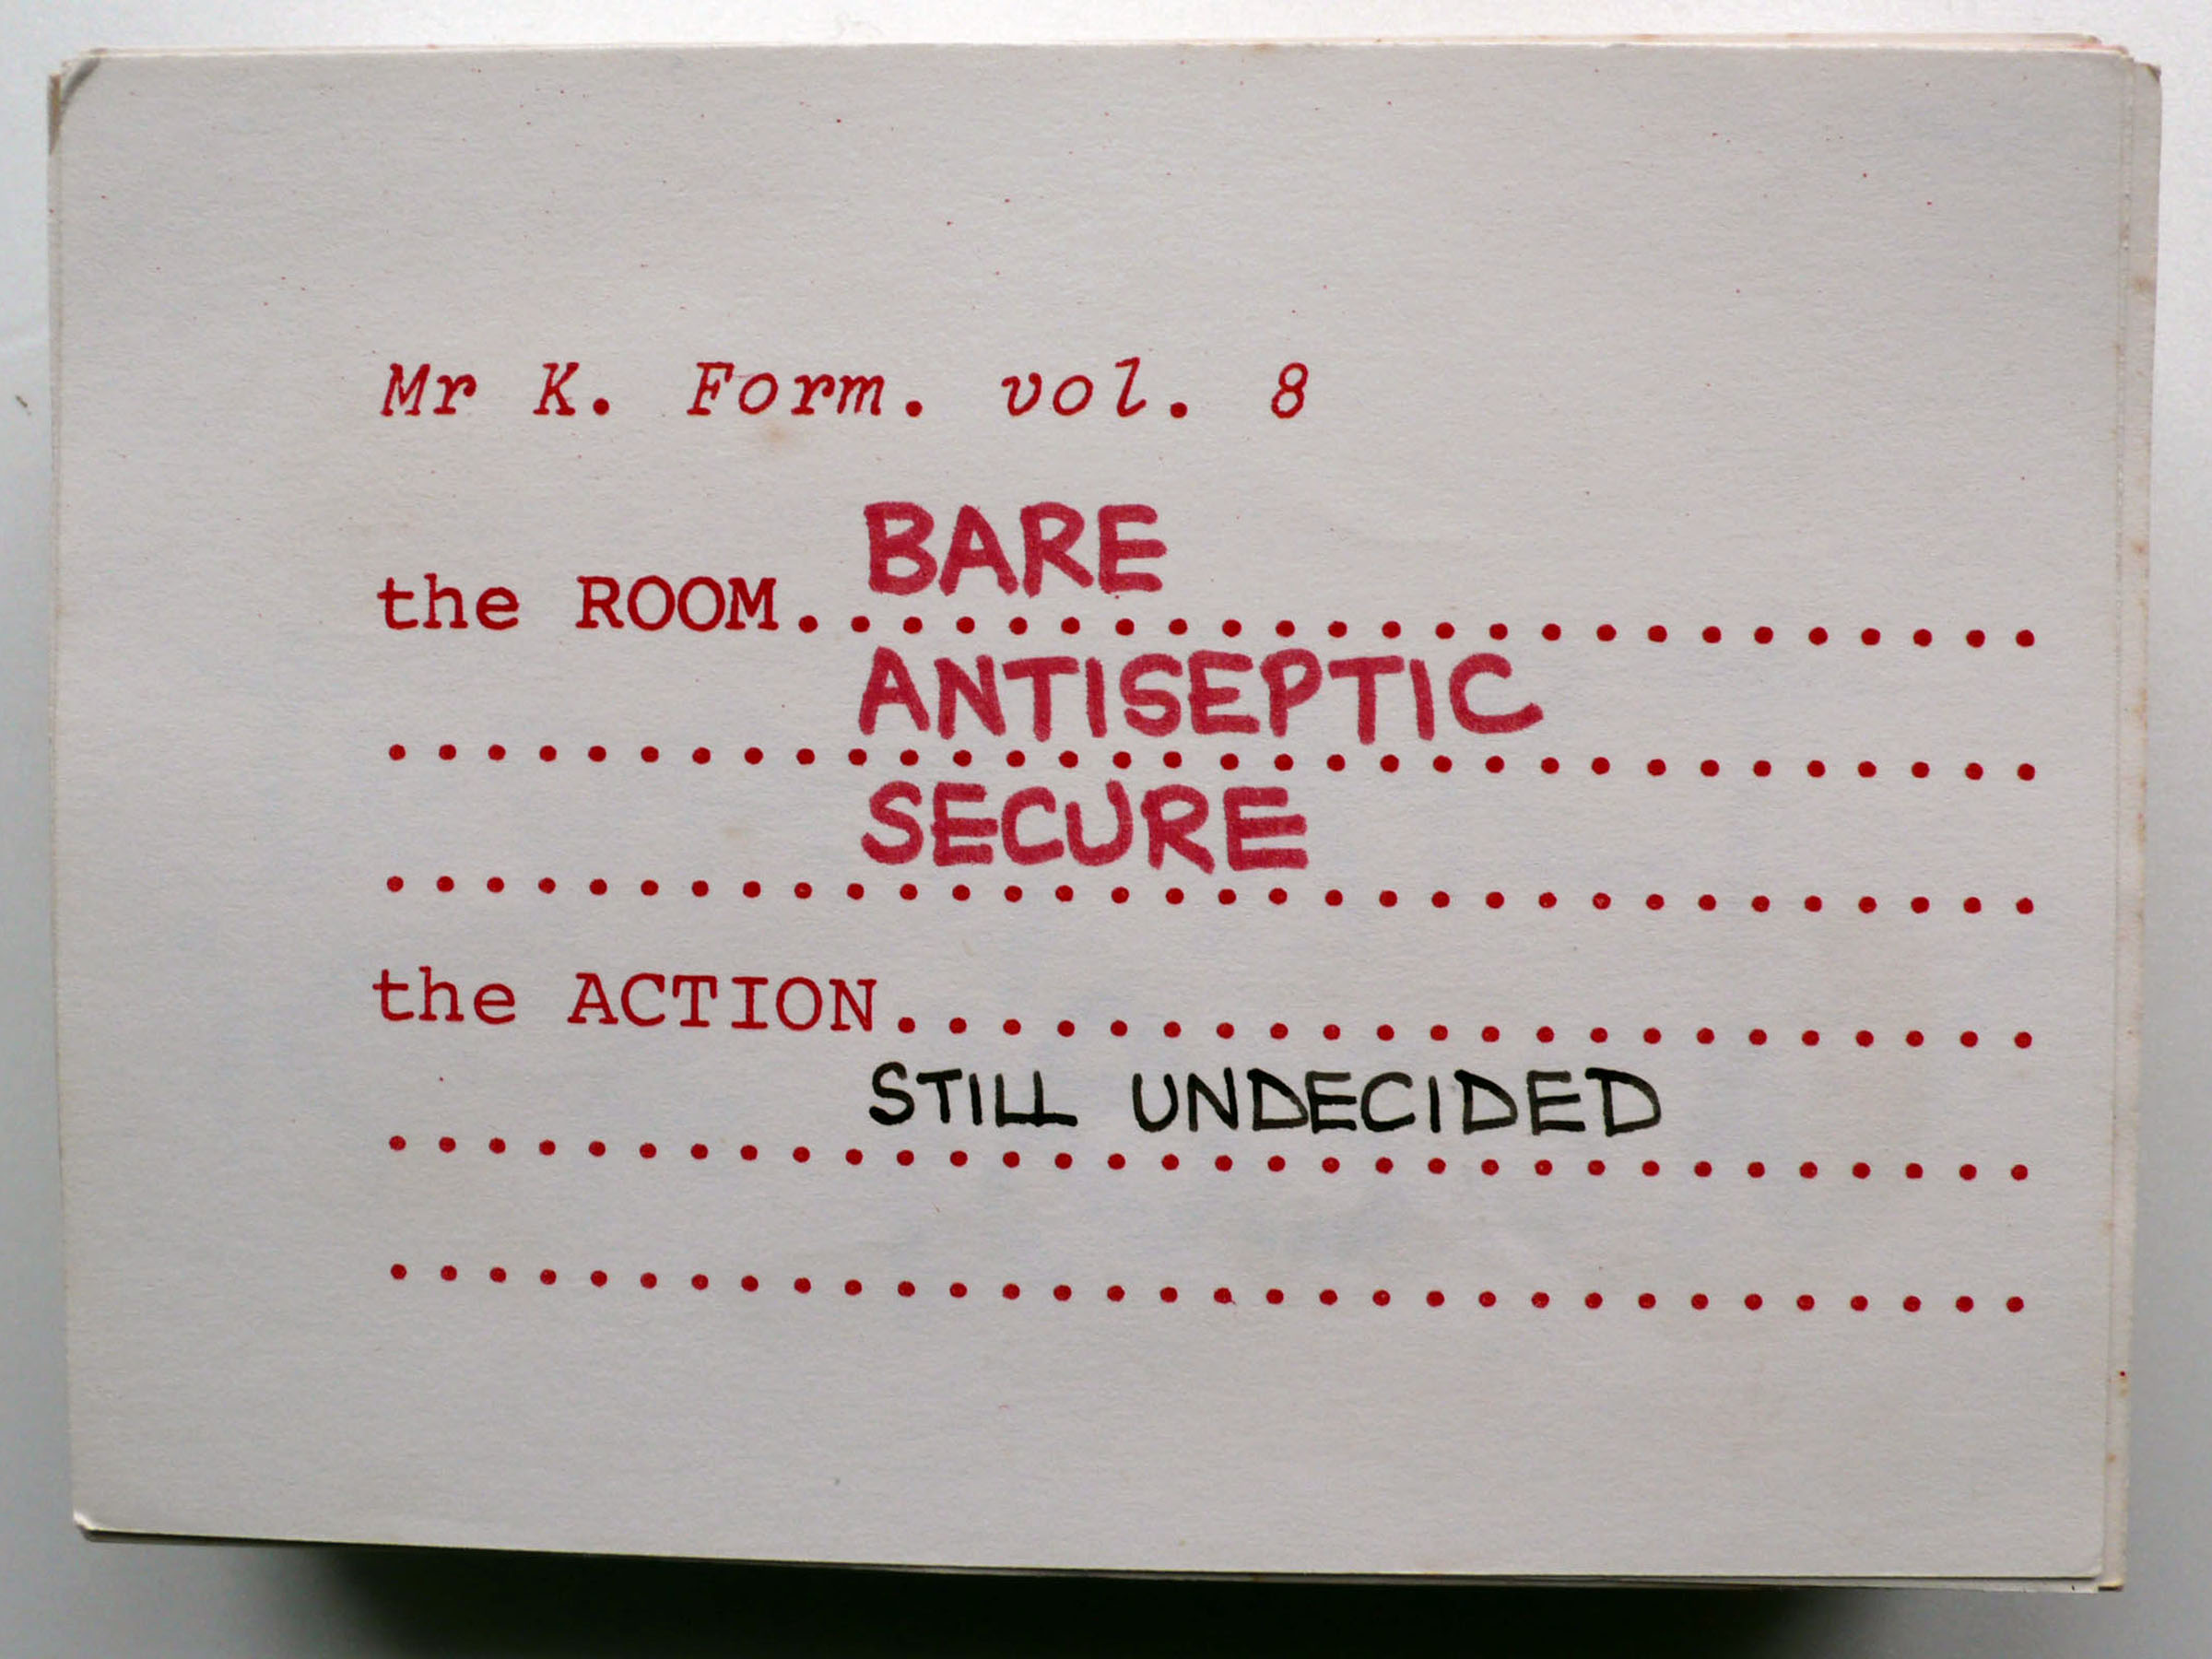 Mr K. Form. vol. 8
BARE
the ROOM...............................
ANTISEPTIC
................................
SECURE
................................
the ACTION......................
STILL UNDECIDED
................................
................................